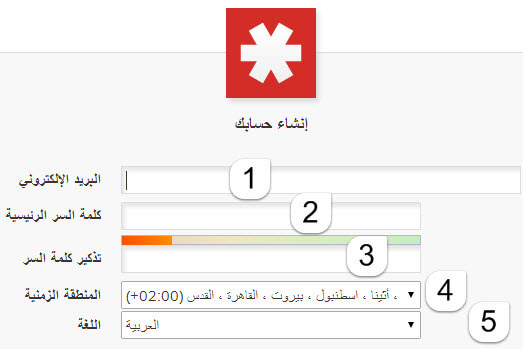 إنشاء حسابك
البريد الإلكتروني 1
كلمة السر الرئيسية 2
تذكير كلمة السر 3
المنطقة الزمنية (+02:00) أثينا ، اسطنبول ، بيروت ، القاهرة ، القدس ، 4
اللغة العربية 5